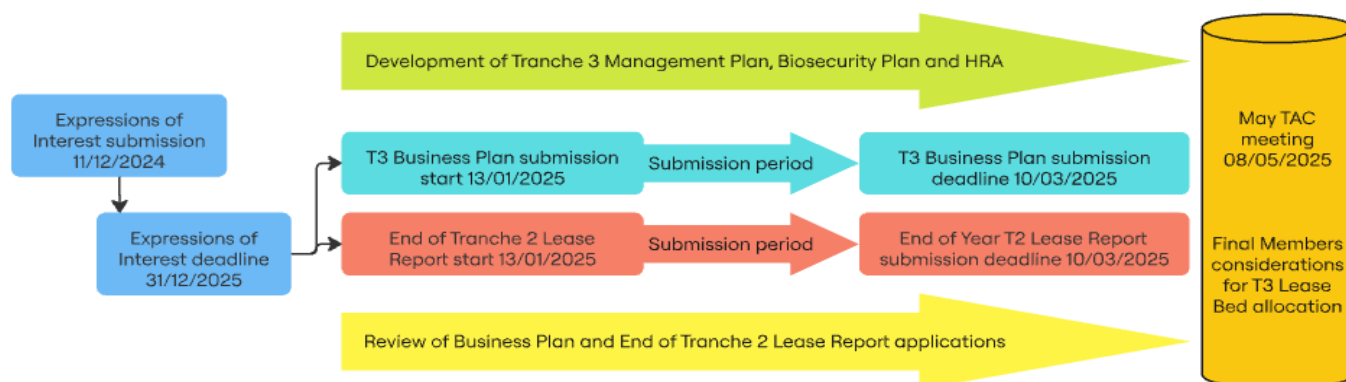 Development of Tranche 3 Management Plan, Biosecurity Plan and HRA
Expressions of
Interest submission
11/12/2024
Expressions of
Interest deadline
31/12/2025
T3 Business Plan submission
start 13/01/2025
Submission period
T3 Business Plan submission
deadline 10/03/2025
End of Tranche 2 Lease
Report start 13/01/2025
Submission period
End of Year T2 Lease Report
submission deadline 10/03/2025
Review of Business Plan and End of Tranche 2 Lease Report applications
May TAC
meeting
08/05/2025
Final Members
considerations
for T3 Lease
Bed allocation